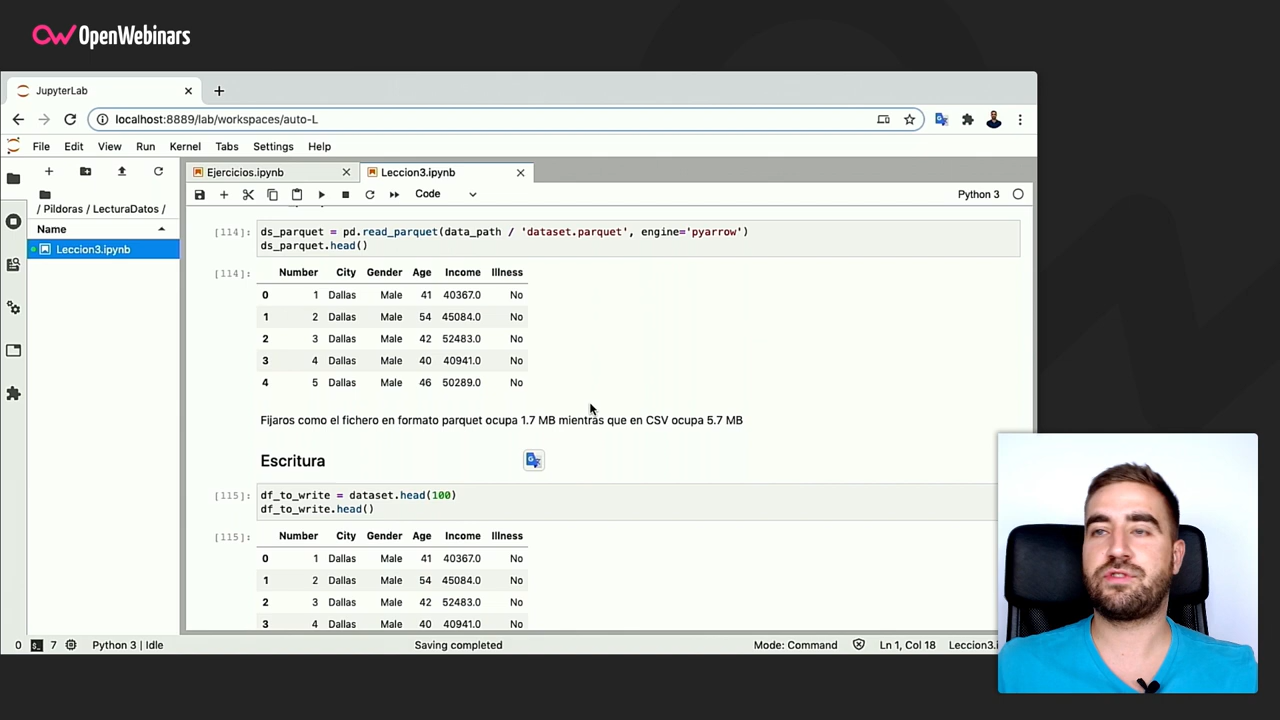 OpenWebinars
JupyterLab
localhost:8889/lab/workspaces/auto-L
File Edit View Run Kernel Tabs Settings Help
Ejercicios.ipynb
Leccion3.ipynb
Code
Python 3
/ Pildoras / LecturaDatos /
Name
Leccion3.ipynb
[114]: ds_parquet = pd.read_parquet(data_path / 'dataset.parquet', engine='pyarrow')
ds_parquet.head()
[114]: Number City Gender Age Income Illness
0 1 Dallas Male 41 40367.0 No
1 2 Dallas Male 54 45084.0 No
2 3 Dallas Male 42 52483.0 No
3 4 Dallas Male 40 40941.0 No
4 5 Dallas Male 46 50289.0 No
Fijaros como el fichero en formato parquet ocupa 1.7 MB mientras que en CSV ocupa 5.7 MB
Escritura
[115]: df_to_write = dataset.head(100)
df_to_write.head()
[115]: Number City Gender Age Income Illness
0 1 Dallas Male 41 40367.0 No
1 2 Dallas Male 54 45084.0 No
2 3 Dallas Male 42 52483.0 No
3 4 Dallas Male 40 40941.0 No
0 7 Python 3 | Idle Saving completed Mode: Command Ln 1, Col 18 Leccion3.i